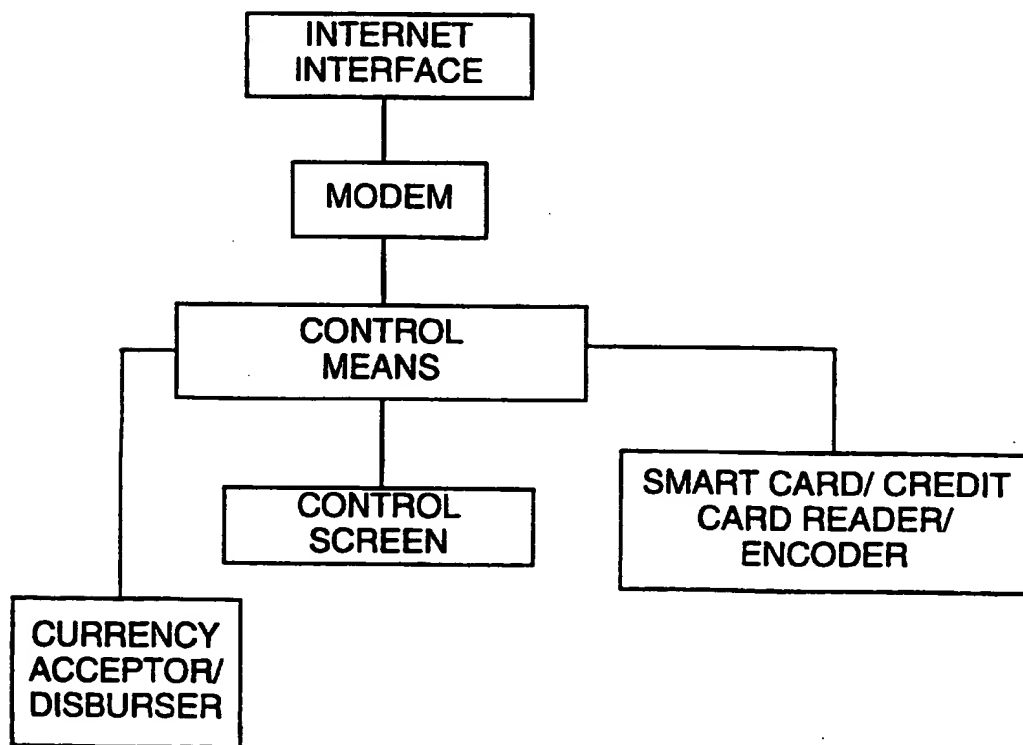 INTERNET
INTERFACE
MODEM
CONTROL
MEANS
CONTROL
SCREEN
SMART CARD/ CREDIT
CARD READER/
ENCODER
CURRENCY
ACCEPTOR/
DISBURSER